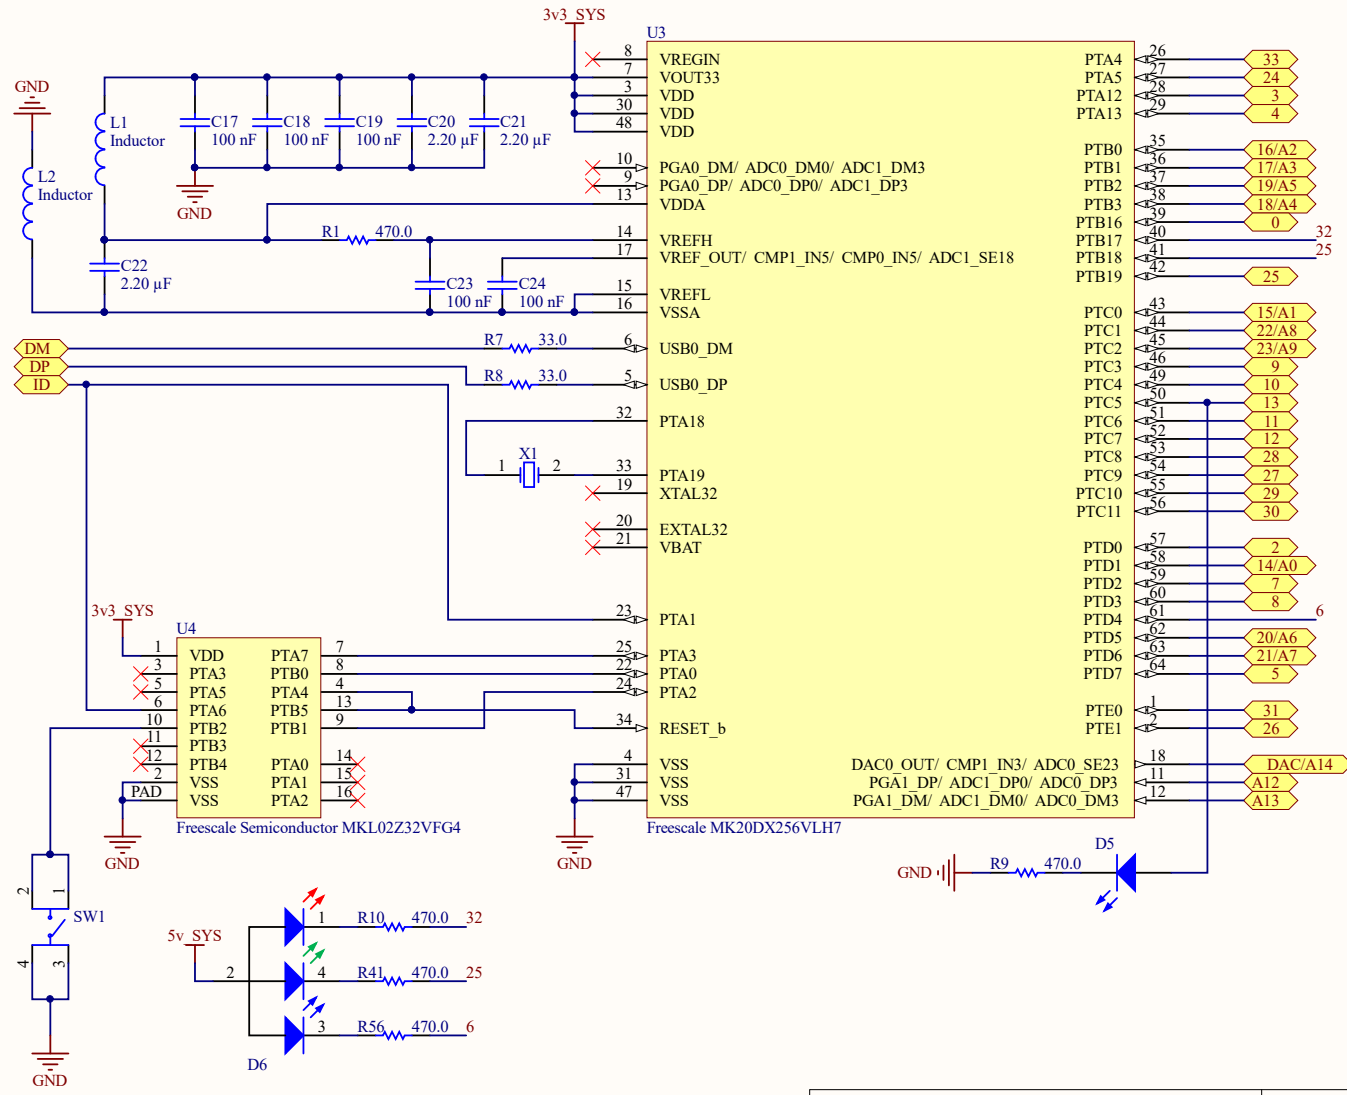 3v3_SYS
GND
L1
Inductor
L2
Inductor
C17
100 nF
C18
100 nF
C19
100 nF
C20
2.20 µF
C21
2.20 µF
GND
R1 470.0
C22
2.20 µF
C23
100 nF
C24
100 nF
DM
DP
ID
R7 33.0
R8 33.0
X1
1 2
U3
8 VREGIN
7 VOUT33
3 VDD
30 VDD
48 VDD
10 PGA0_DM/ ADC0_DM0/ ADC1_DM3
9 PGA0_DP/ ADC0_DP0/ ADC1_DP3
13 VDDA
14 VREFH
17 VREF_OUT/ CMP1_IN5/ CMP0_IN5/ ADC1_SE18
15 VREFL
16 VSSA
6 USB0_DM
5 USB0_DP
32 PTA18
33 PTA19
19 XTAL32
20 EXTAL32
21 VBAT
23 PTA1
25 PTA3
22 PTA0
24 PTA2
34 RESET_b
4 VSS
31 VSS
47 VSS
PTA4 26 33
PTA5 27 24
PTA12 28 3
PTA13 29 4
PTB0 35 16/A2
PTB1 36 17/A3
PTB2 37 19/A5
PTB3 38 18/A4
PTB16 39 0
PTB17 40 32
PTB18 41 25
PTB19 42 25
PTC0 43 15/A1
PTC1 44 22/A8
PTC2 45 23/A9
PTC3 46 9
PTC4 49 10
PTC5 50 13
PTC6 51 11
PTC7 52 12
PTC8 53 28
PTC9 54 27
PTC10 55 29
PTC11 56 30
PTD0 57 2
PTD1 58 14/A0
PTD2 59 7
PTD3 60 8
PTD4 61 6
PTD5 62 20/A6
PTD6 63 21/A7
PTD7 64 5
PTE0 1 31
PTE1 2 26
DAC0_OUT/ CMP1_IN3/ ADC0_SE23 18 DAC/A14
PGA1_DP/ ADC1_DP0/ ADC0_DP3 11 A12
PGA1_DM/ ADC1_DM0/ ADC0_DM3 12 A13
Freescale MK20DX256VLH7
GND
3v3_SYS
U4
1 VDD PTA7 7
3 PTA3 PTB0 8
5 PTA5 PTA4 4
6 PTA6 PTB5 13
10 PTB2 PTB1 9
11 PTB3
12 PTB4 PTA0 14
2 VSS PTA1 15
PAD VSS PTA2 16
Freescale Semiconductor MKL02Z32VFG4
GND
GND R9 470.0 D5
2 1
SW1
4 3
GND
5v_SYS
2
1 R10 470.0 32
4 R41 470.0 25
3 R56 470.0 6
D6